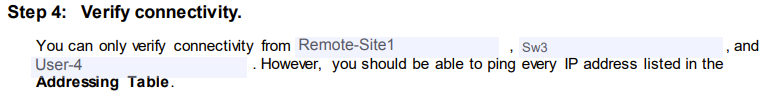 Step 4: Verify connectivity.
You can only verify connectivity from Remote-Site1 , Sw3 , and
User-4 . However, you should be able to ping every IP address listed in the
Addressing Table.